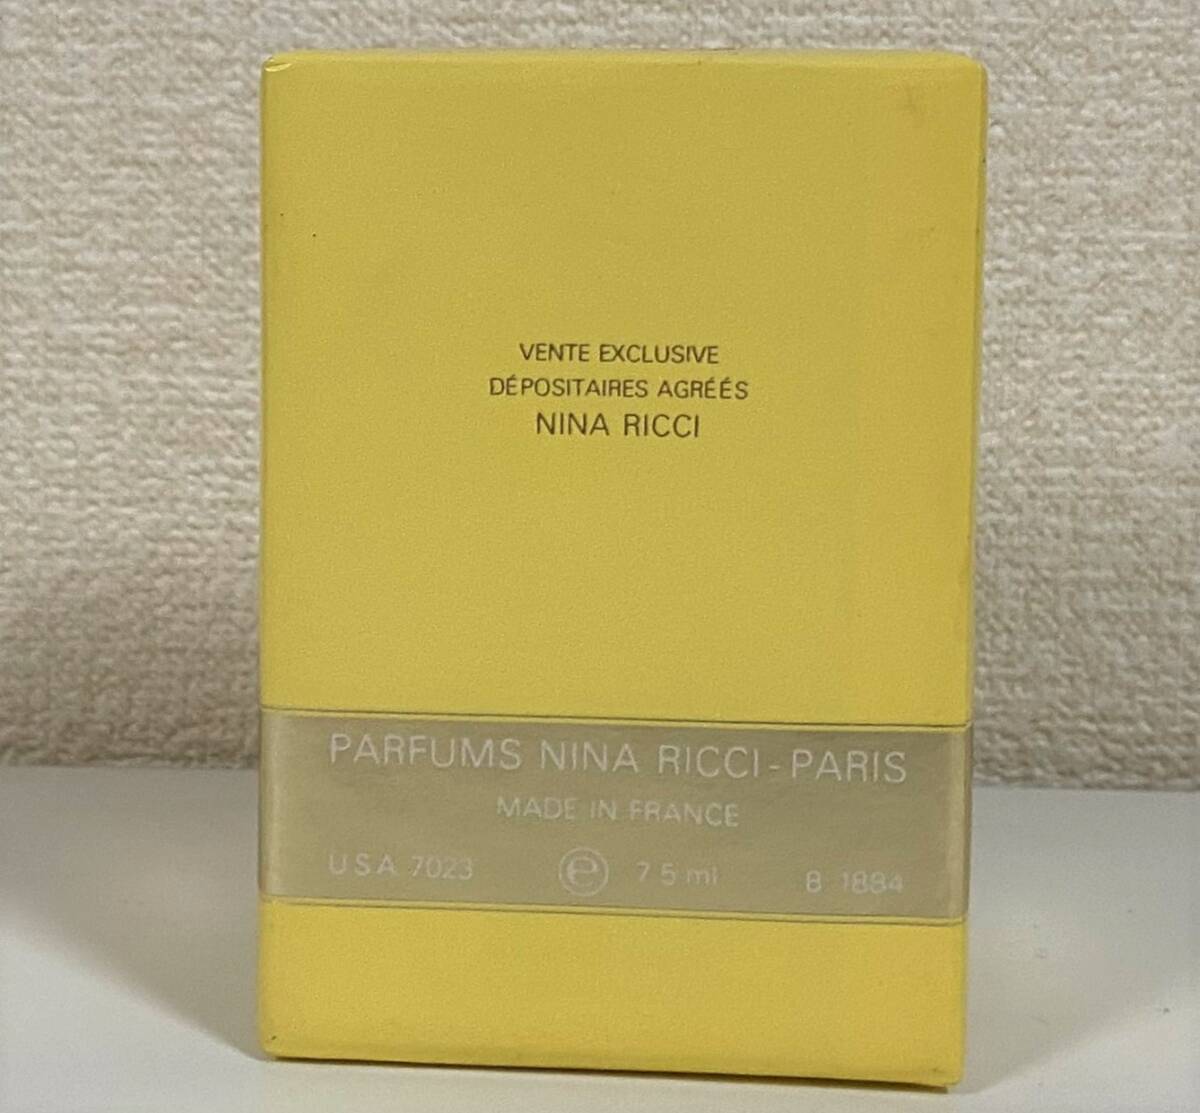 VENTE EXCLUSIVE
DÉPOSITAIRES AGRÉÉS
NINA RICCI
PARFUMS NINA RICCI - PARIS
MADE IN FRANCE
USA 7023 ℮ 7 5 ml 8 1884